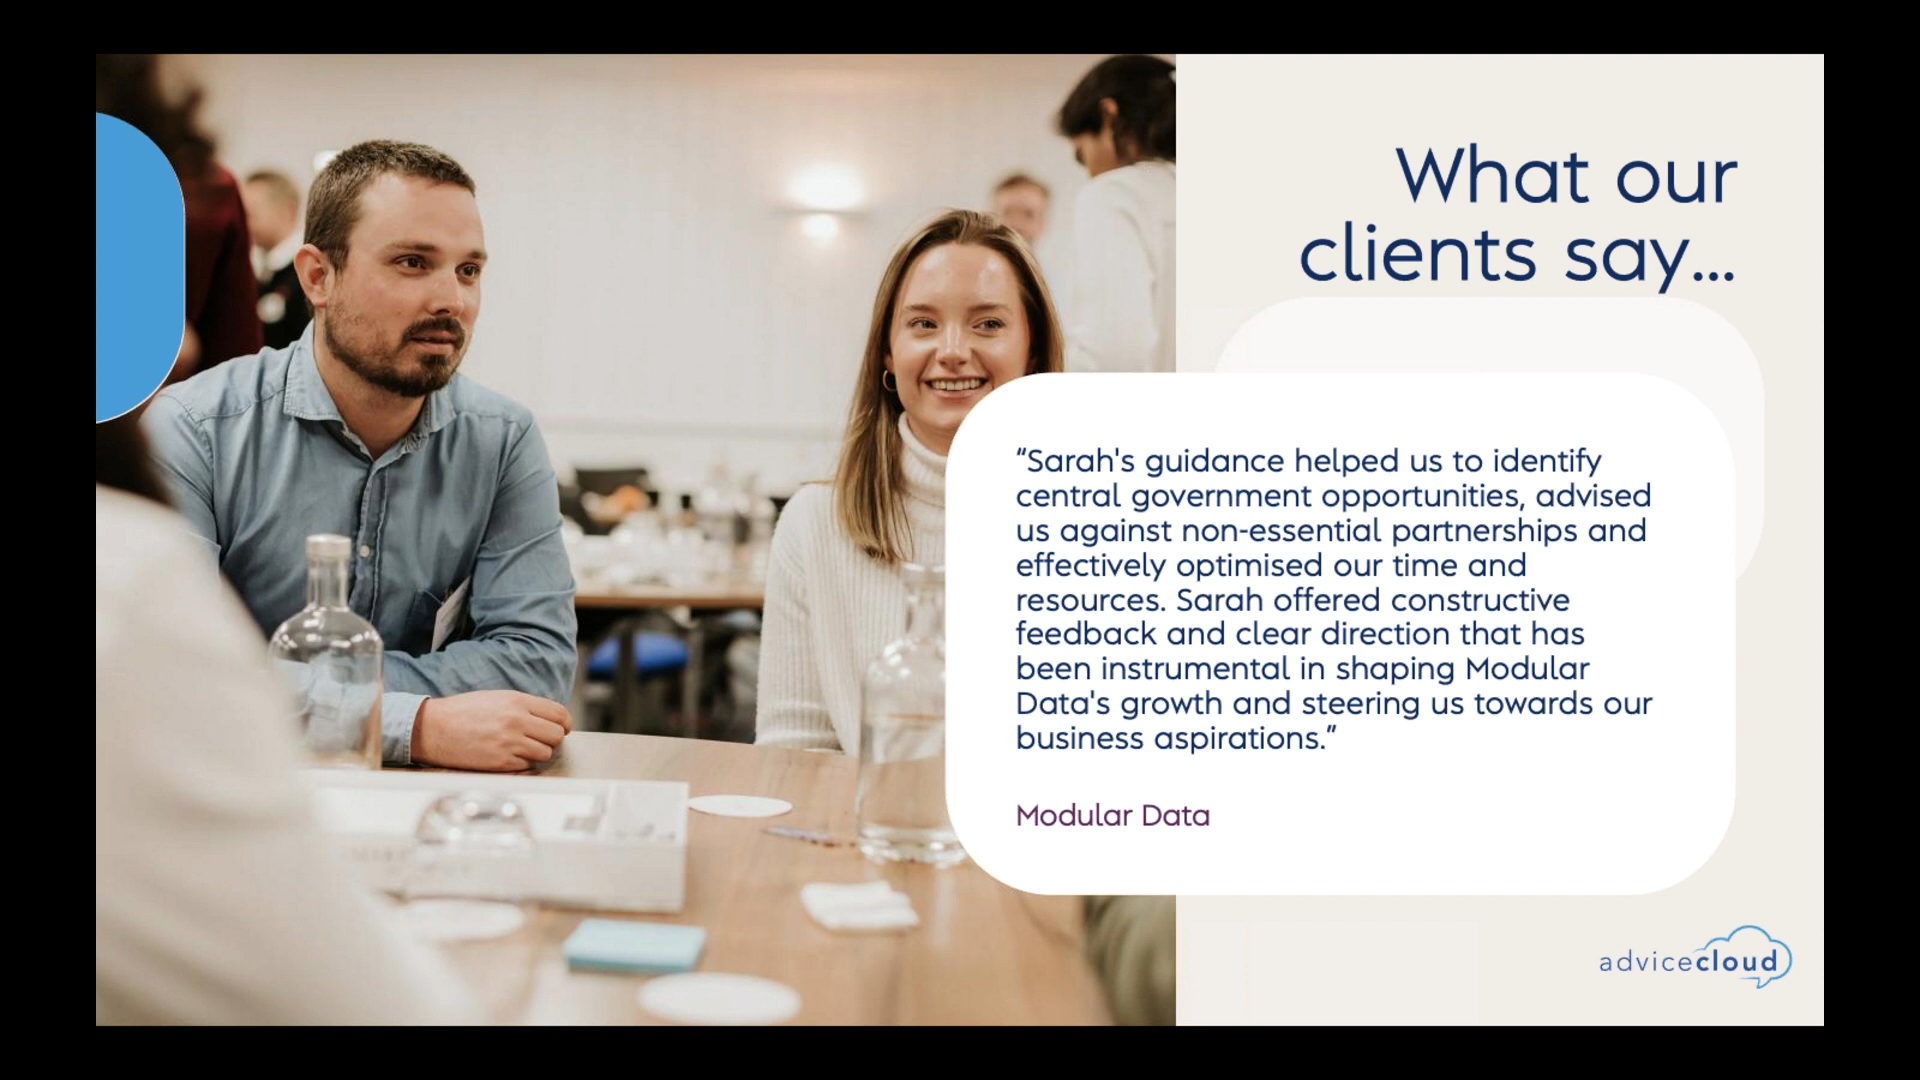 What our
clients say...
“Sarah's guidance helped us to identify
central government opportunities, advised
us against non-essential partnerships and
effectively optimised our time and
resources. Sarah offered constructive
feedback and clear direction that has
been instrumental in shaping Modular
Data's growth and steering us towards our
business aspirations.”
Modular Data
advicecloud